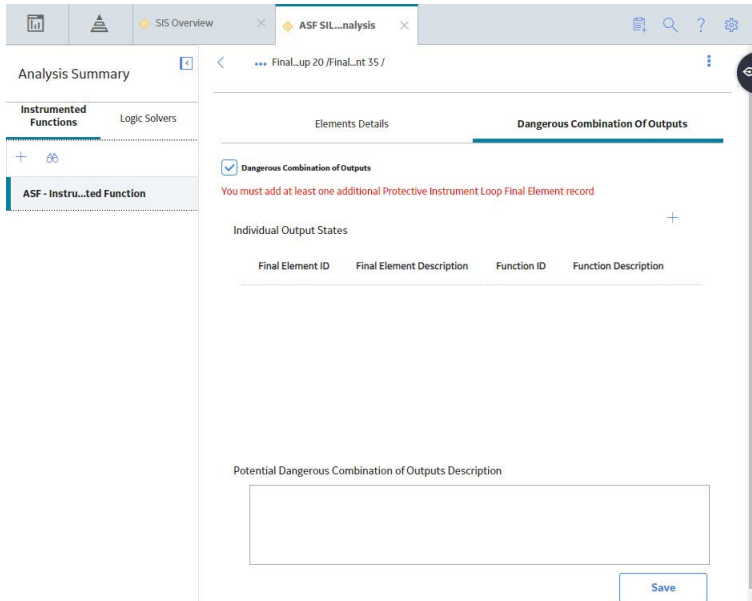 SIS Overview
ASF SIL...nalysis
Analysis Summary
Final...up 20 /Final...nt 35 /
Instrumented Functions
Logic Solvers
Elements Details
Dangerous Combination Of Outputs
Dangerous Combination of Outputs
ASF - Instru...ted Function
You must add at least one additional Protective Instrument Loop Final Element record
Individual Output States
Final Element ID
Final Element Description
Function ID
Function Description
Potential Dangerous Combination of Outputs Description
Save